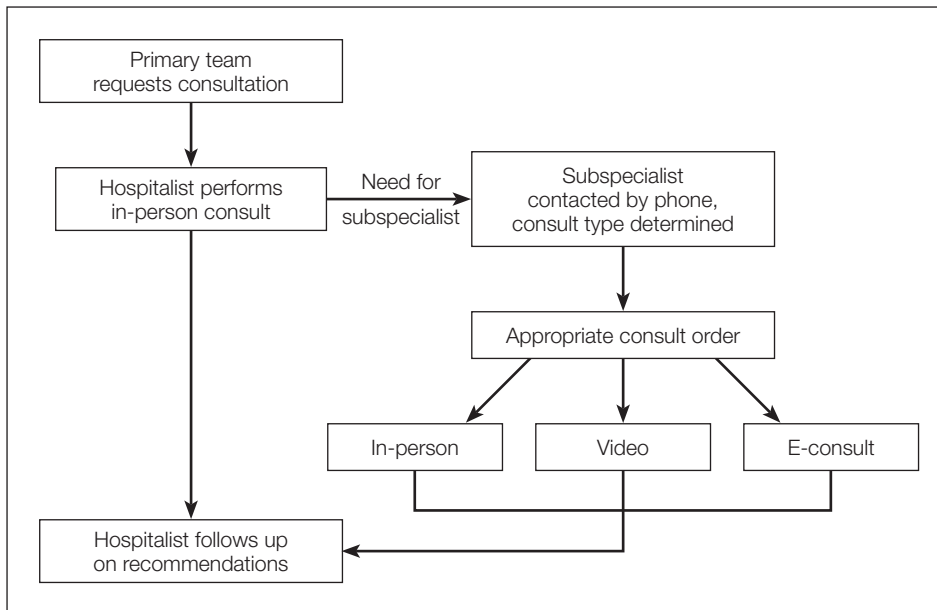 Primary team
requests consultation
Hospitalist performs
in-person consult
Need for
subspecialist
Subspecialist
contacted by phone,
consult type determined
Appropriate consult order
In-person
Video
E-consult
Hospitalist follows up
on recommendations